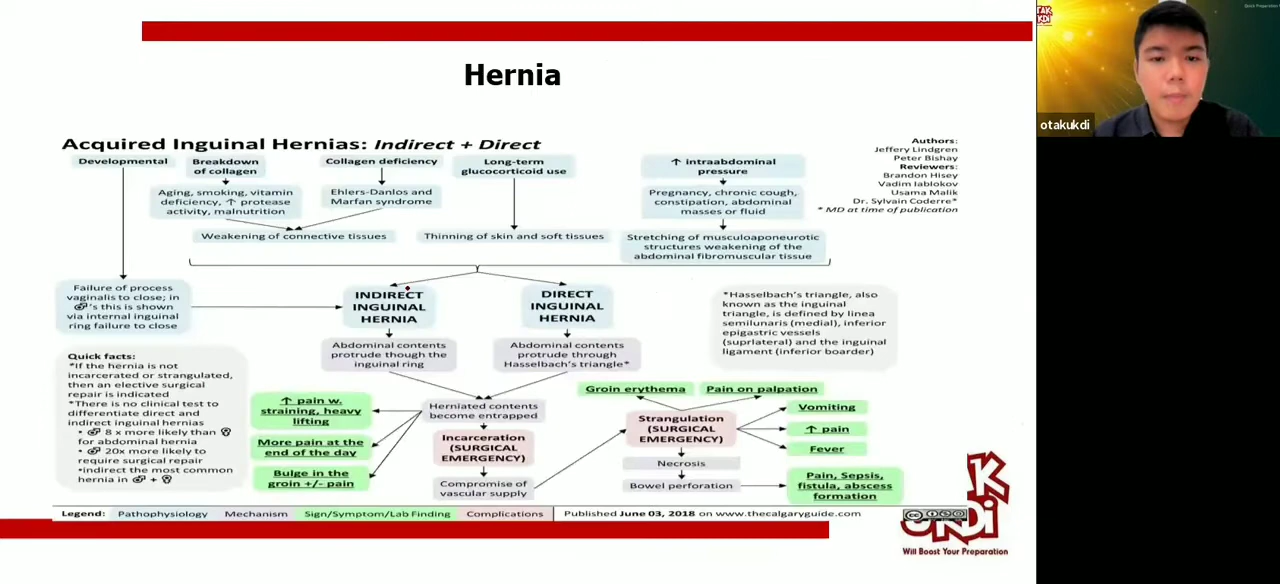 Hernia
Acquired Inguinal Hernias: Indirect + Direct
Authors:
Jeffery Lindgren
Peter Bishay
Reviewers:
Brandon Hisey
Vadim Iablokov
Usama Malik
Dr. Sylvain Coderre*
* MD at time of publication
Developmental
Breakdown
of collagen
Collagen deficiency
Long-term
glucocorticoid use
↑ intraabdominal
pressure
Aging, smoking, vitamin
deficiency, ↑ protease
activity, malnutrition
Ehlers-Danlos and
Marfan syndrome
Pregnancy, chronic cough,
constipation, abdominal
masses or fluid
Weakening of connective tissues
Thinning of skin and soft tissues
Stretching of musculoaponeurotic
structures weakening of the
abdominal fibromuscular tissue
Failure of process
vaginalis to close; in
♂'s this is shown
via internal inguinal
ring failure to close
INDIRECT
INGUINAL
HERNIA
DIRECT
INGUINAL
HERNIA
*Hasselbach's triangle, also
known as the inguinal
triangle, is defined by linea
semilunaris (medial), inferior
epigastric vessels
(suprlateral) and the inguinal
ligament (inferior boarder)
Abdominal contents
protrude though the
inguinal ring
Abdominal contents
protrude through
Hasselbach's triangle*
Quick facts:
*If the hernia is not
incarcerated or strangulated,
then an elective surgical
repair is indicated
*There is no clinical test to
differentiate direct and
indirect inguinal hernias
• ♂ 8 x more likely than ♀
for abdominal hernia
• ♂ 20x more likely to
require surgical repair
•indirect the most common
hernia in ♂ + ♀
↑ pain w.
straining, heavy
lifting
More pain at the
end of the day
Bulge in the
groin +/- pain
Herniated contents
become entrapped
Incarceration
(SURGICAL
EMERGENCY)
Compromise of
vascular supply
Groin erythema
Pain on palpation
Strangulation
(SURGICAL
EMERGENCY)
Vomiting
↑ pain
Fever
Necrosis
Bowel perforation
Pain, Sepsis,
fistula, abscess
formation
Legend: Pathophysiology Mechanism Sign/Symptom/Lab Finding Complications Published June 03, 2018 on www.thecalgaryguide.com
UKDi
Will Boost Your Preparation
otakukdi